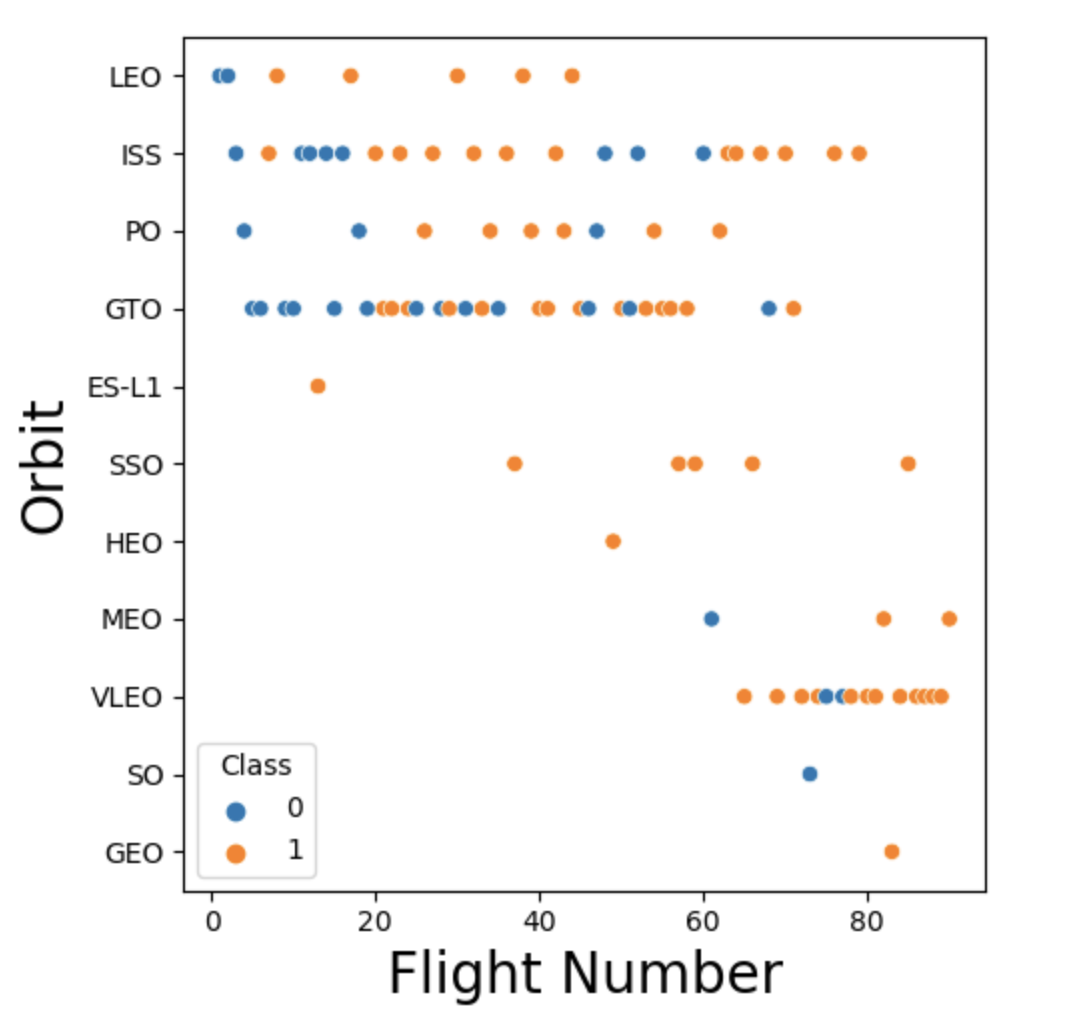 LEO
ISS
PO
GTO
ES-L1
SSO
HEO
MEO
VLEO
SO
GEO
Orbit
Class
0
1
0 20 40 60 80
Flight Number